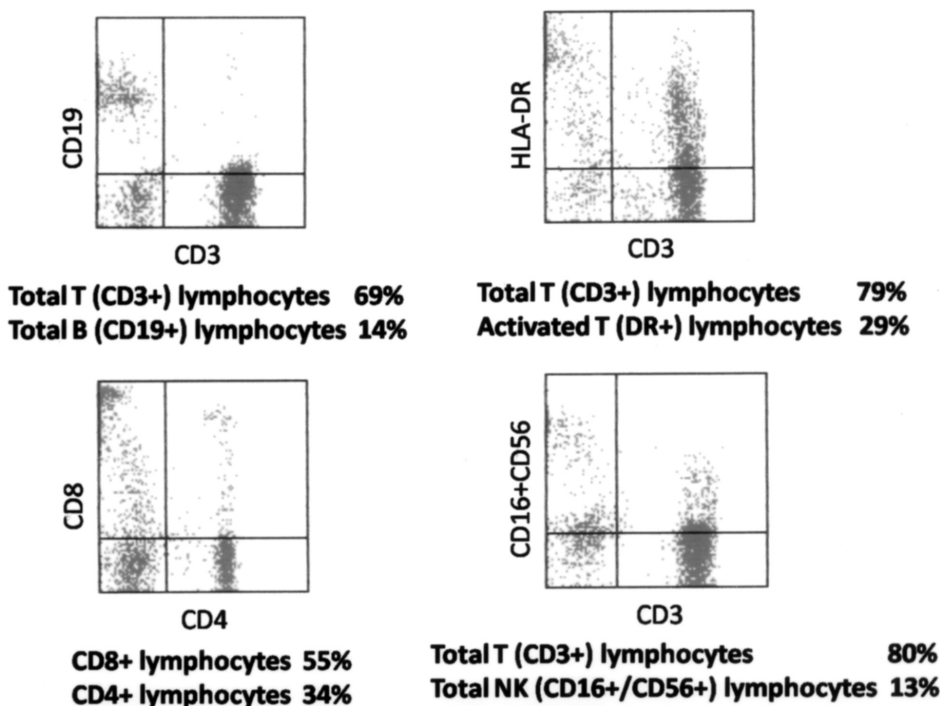 CD19
CD3
Total T (CD3+) lymphocytes 69%
Total B (CD19+) lymphocytes 14%
HLA-DR
CD3
Total T (CD3+) lymphocytes 79%
Activated T (DR+) lymphocytes 29%
CD8
CD4
CD8+ lymphocytes 55%
CD4+ lymphocytes 34%
CD16+CD56
CD3
Total T (CD3+) lymphocytes 80%
Total NK (CD16+/CD56+) lymphocytes 13%